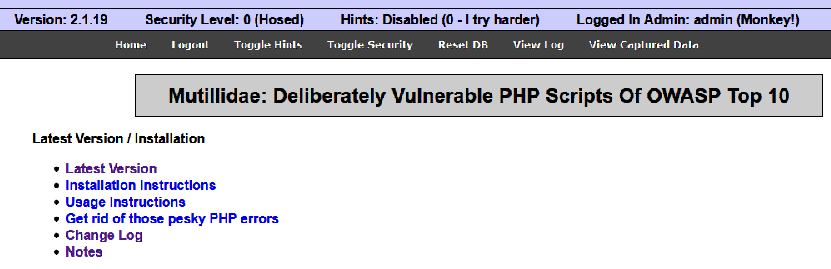 Version: 2.1.19 Security Level: 0 (Hosed) Hints: Disabled (0 - I try harder) Logged In Admin: admin (Monkey!)
Home Logout Toggle Hints Toggle Security Reset DB View Log View Captured Data
Mutillidae: Deliberately Vulnerable PHP Scripts Of OWASP Top 10
Latest Version / Installation
Latest Version
Installation Instructions
Usage Instructions
Get rid of those pesky PHP errors
Change Log
Notes